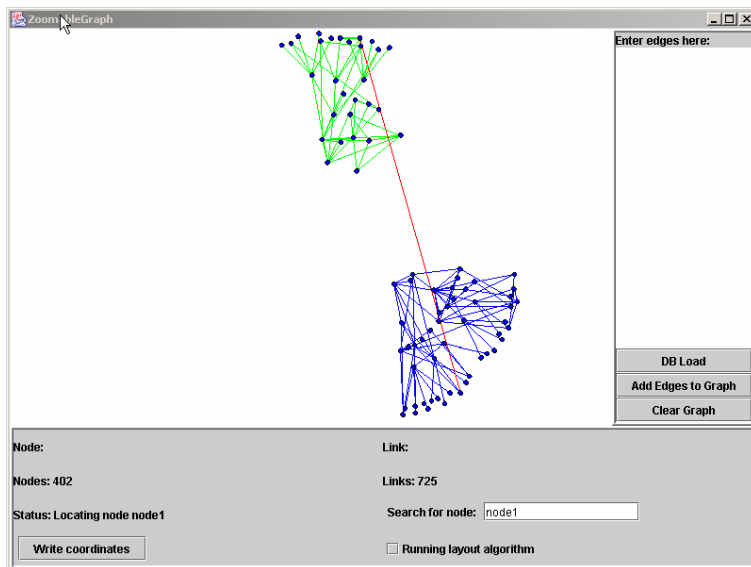 ZoomableGraph
Enter edges here:
DB Load
Add Edges to Graph
Clear Graph
Node:
Link:
Nodes: 402
Links: 725
Status: Locating node node1
Search for node: node1
Write coordinates
Running layout algorithm